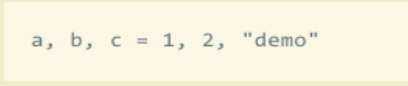 a, b, c = 1, 2, "demo"